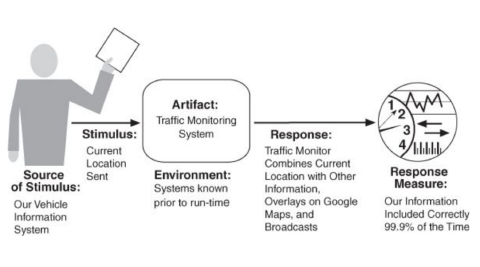 Artifact:
Traffic Monitoring
System
Stimulus:
Current
Location
Sent
Source
of Stimulus:
Our Vehicle
Information
System
Environment:
Systems known
prior to run-time
Response:
Traffic Monitor
Combines Current
Location with Other
Information,
Overlays on Google
Maps, and
Broadcasts
1
2
3
4
Response
Measure:
Our Information
Included Correctly
99.9% of the Time